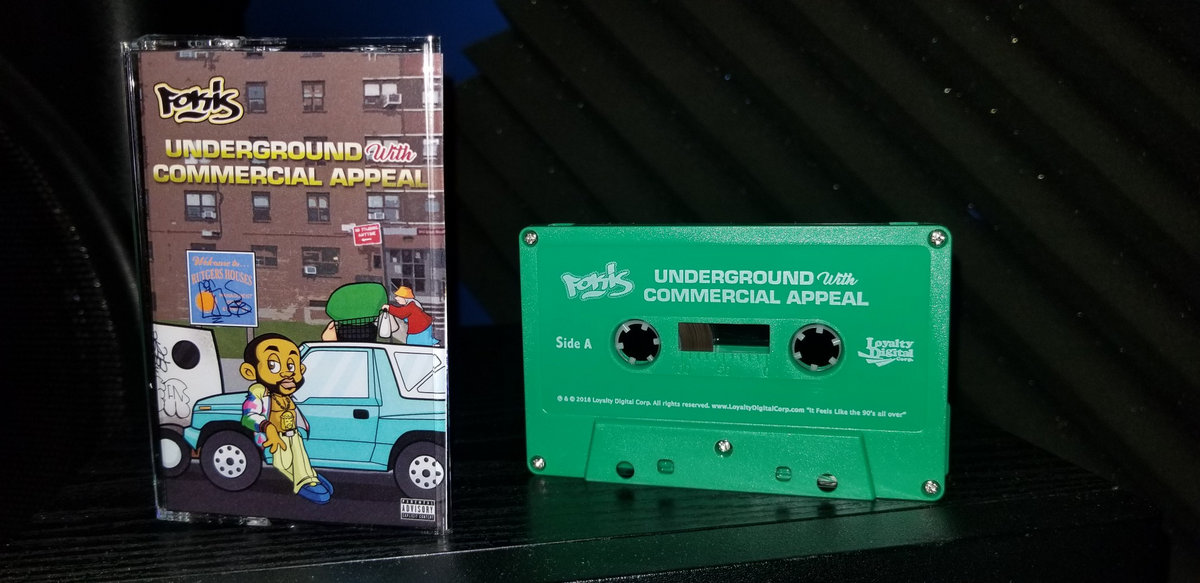 Fokis
UNDERGROUND With
COMMERCIAL APPEAL
NO STANDING
ANYTIME
Welcome to...
RUTGERS HOUSES
PARENTAL
ADVISORY
EXPLICIT CONTENT
Fokis
UNDERGROUND With
COMMERCIAL APPEAL
Side A
Loyalty
Digital
Corp.
℗ & © 2018 Loyalty Digital Corp. All rights reserved. www.LoyaltyDigitalCorp.com "It Feels Like the 90's all over"